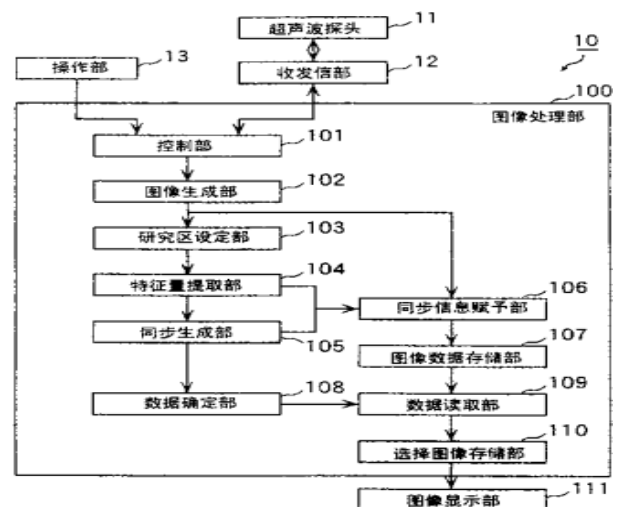 超声波探头 11
10
操作部 13
收发信部 12
100
图像处理部
控制部 101
图像生成部 102
研究区设定部 103
特征量提取部 104
同步信息赋予部 106
同步生成部 105
图像数据存储部 107
数据确定部 108
数据读取部 109
选择图像存储部 110
图像显示部 111